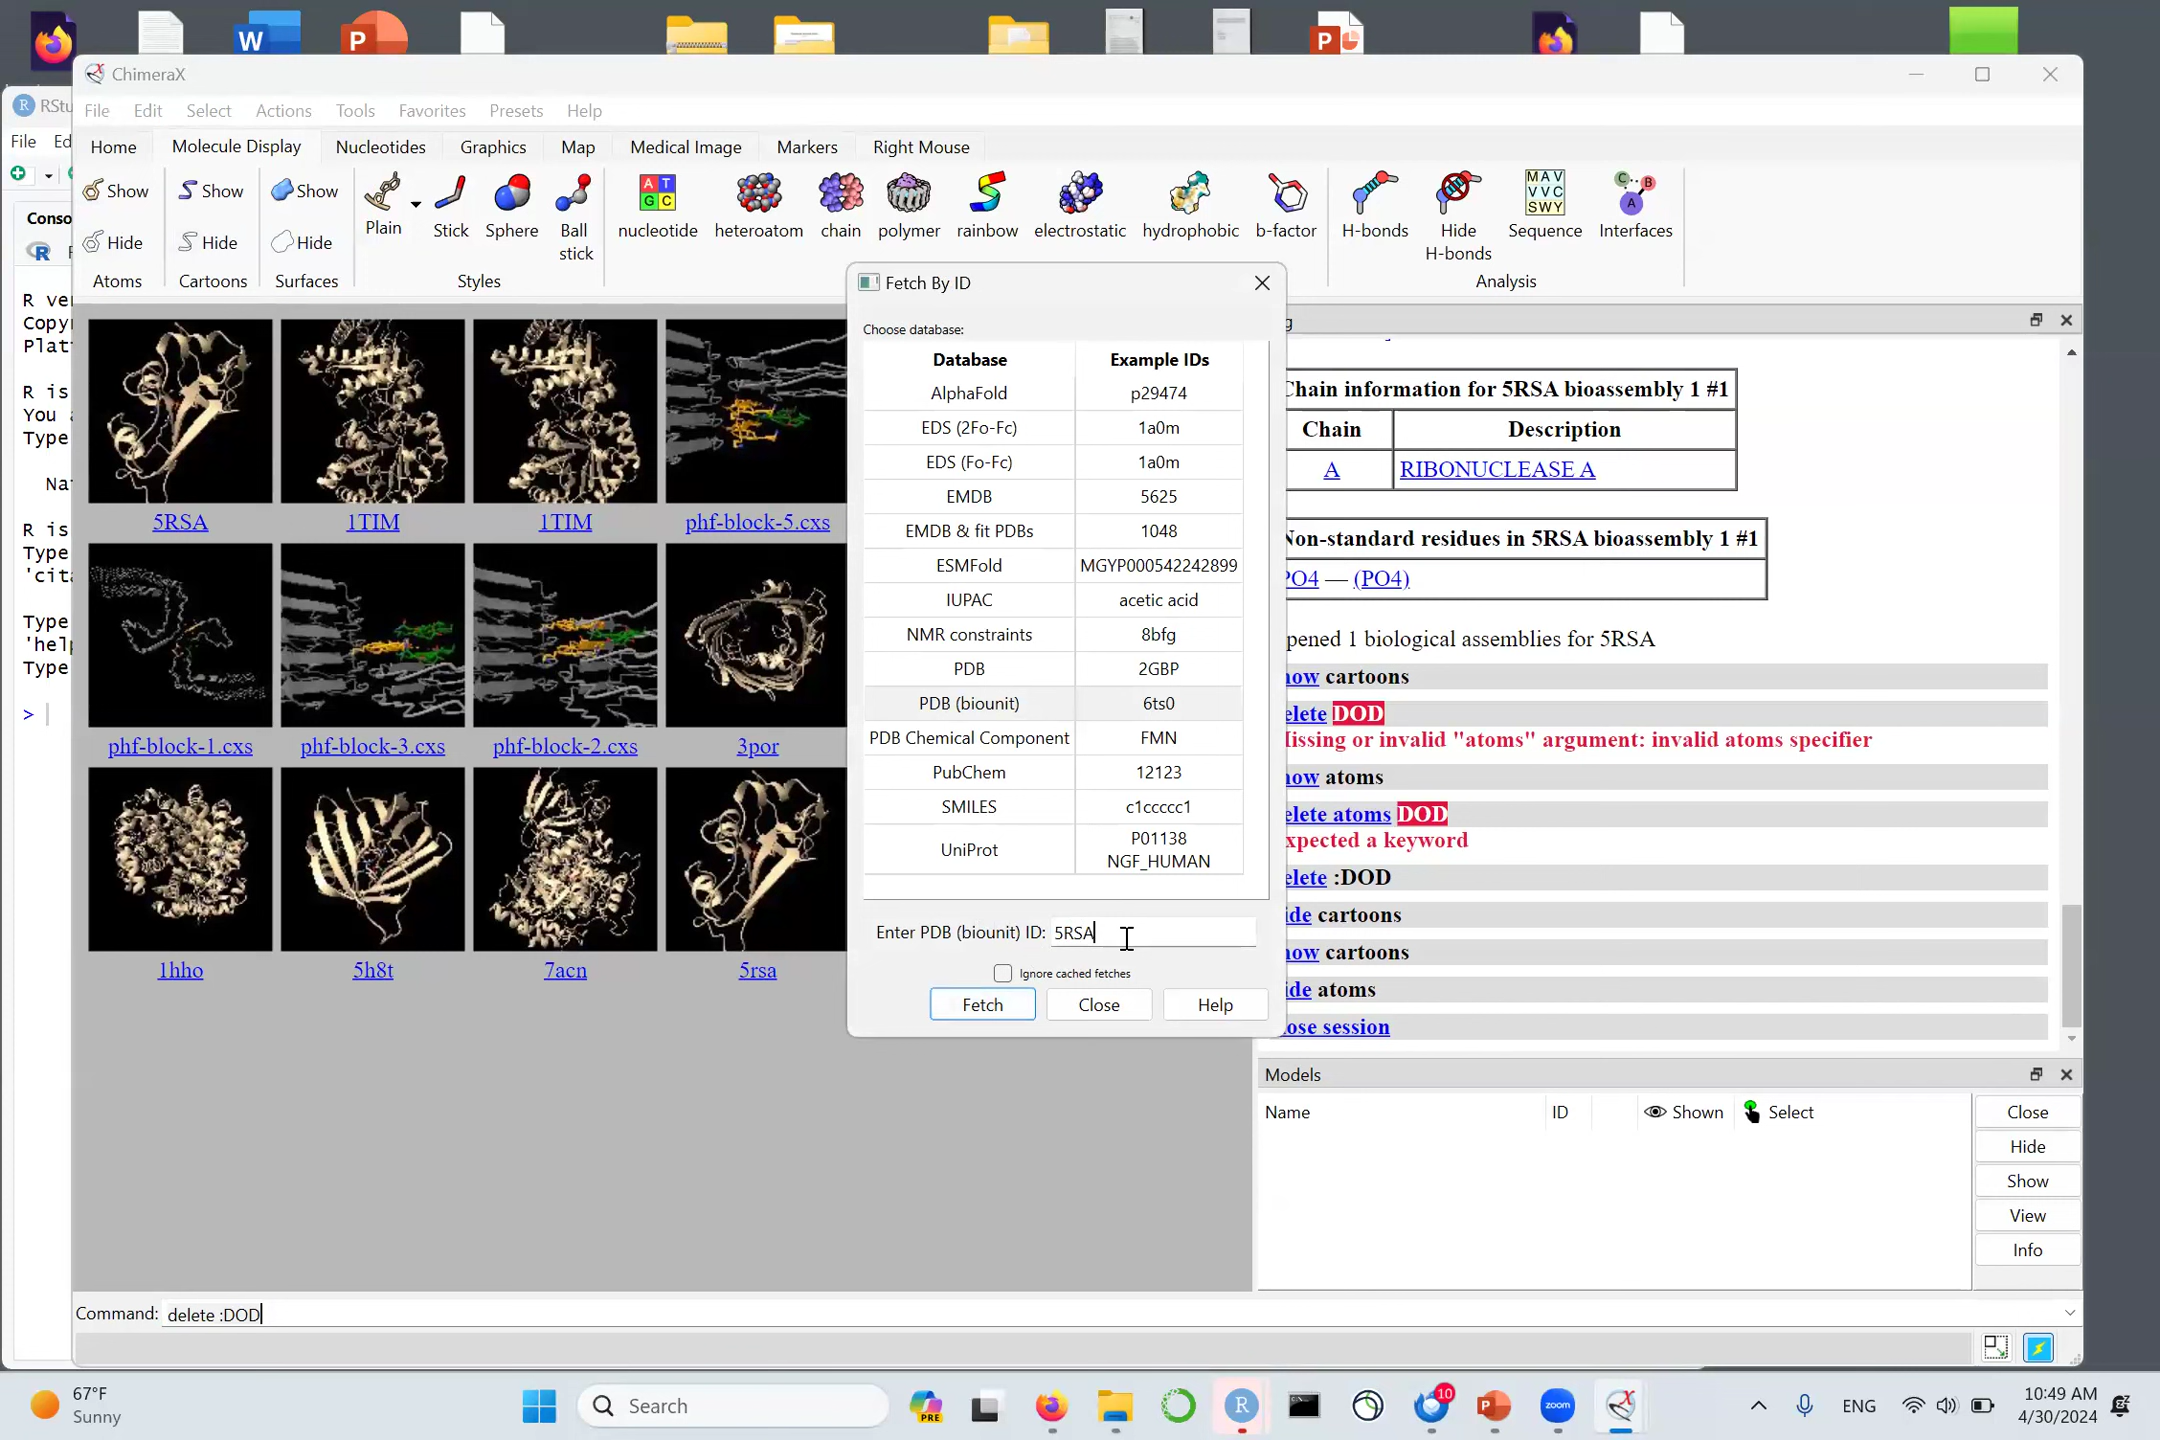 ChimeraX
File Edit Select Actions Tools Favorites Presets Help
Home Molecule Display Nucleotides Graphics Map Medical Image Markers Right Mouse
Show Show Show
Hide Hide Hide
Atoms Cartoons Surfaces
Plain Stick Sphere Ball stick
Styles
nucleotide heteroatom chain polymer rainbow electrostatic hydrophobic b-factor
H-bonds Hide H-bonds Sequence Interfaces
Analysis
RStu
File Ed
Conso
R ver
Copyr
Platf
R is
You a
Type
Nat
R is
Type
'cita
Type
'help
Type
>
5RSA 1TIM 1TIM phf-block-5.cxs
phf-block-1.cxs phf-block-3.cxs phf-block-2.cxs 3por
1hho 5h8t 7acn 5rsa
Fetch By ID
Choose database:
Database Example IDs
AlphaFold p29474
EDS (2Fo-Fc) 1a0m
EDS (Fo-Fc) 1a0m
EMDB 5625
EMDB & fit PDBs 1048
ESMFold MGYP000542242899
IUPAC acetic acid
NMR constraints 8bfg
PDB 2GBP
PDB (biounit) 6ts0
PDB Chemical Component FMN
PubChem 12123
SMILES c1ccccc1
UniProt P01138
NGF_HUMAN
Enter PDB (biounit) ID: 5RSA
Ignore cached fetches
Fetch Close Help
g
Chain information for 5RSA bioassembly 1 #1
Chain Description
A RIBONUCLEASE A
Non-standard residues in 5RSA bioassembly 1 #1
PO4 — (PO4)
pened 1 biological assemblies for 5RSA
how cartoons
elete DOD
Missing or invalid "atoms" argument: invalid atoms specifier
how atoms
elete atoms DOD
xpected a keyword
elete :DOD
ide cartoons
how cartoons
ide atoms
ose session
Models
Name ID Shown Select
Close
Hide
Show
View
Info
Command: delete :DOD
67°F
Sunny
Search
PRE
10
zoom
ENG
10:49 AM
4/30/2024